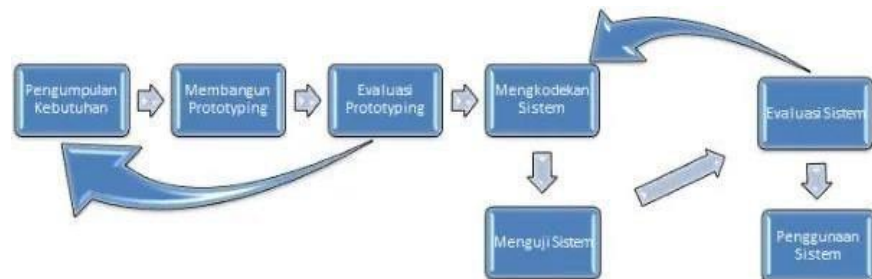 Pengumpulan
Kebutuhan
Membangun
Prototyping
Evaluasi
Prototyping
Mengkodekan
Sistem
Menguji Sistem
Evaluasi Sistem
Penggunaan
Sistem